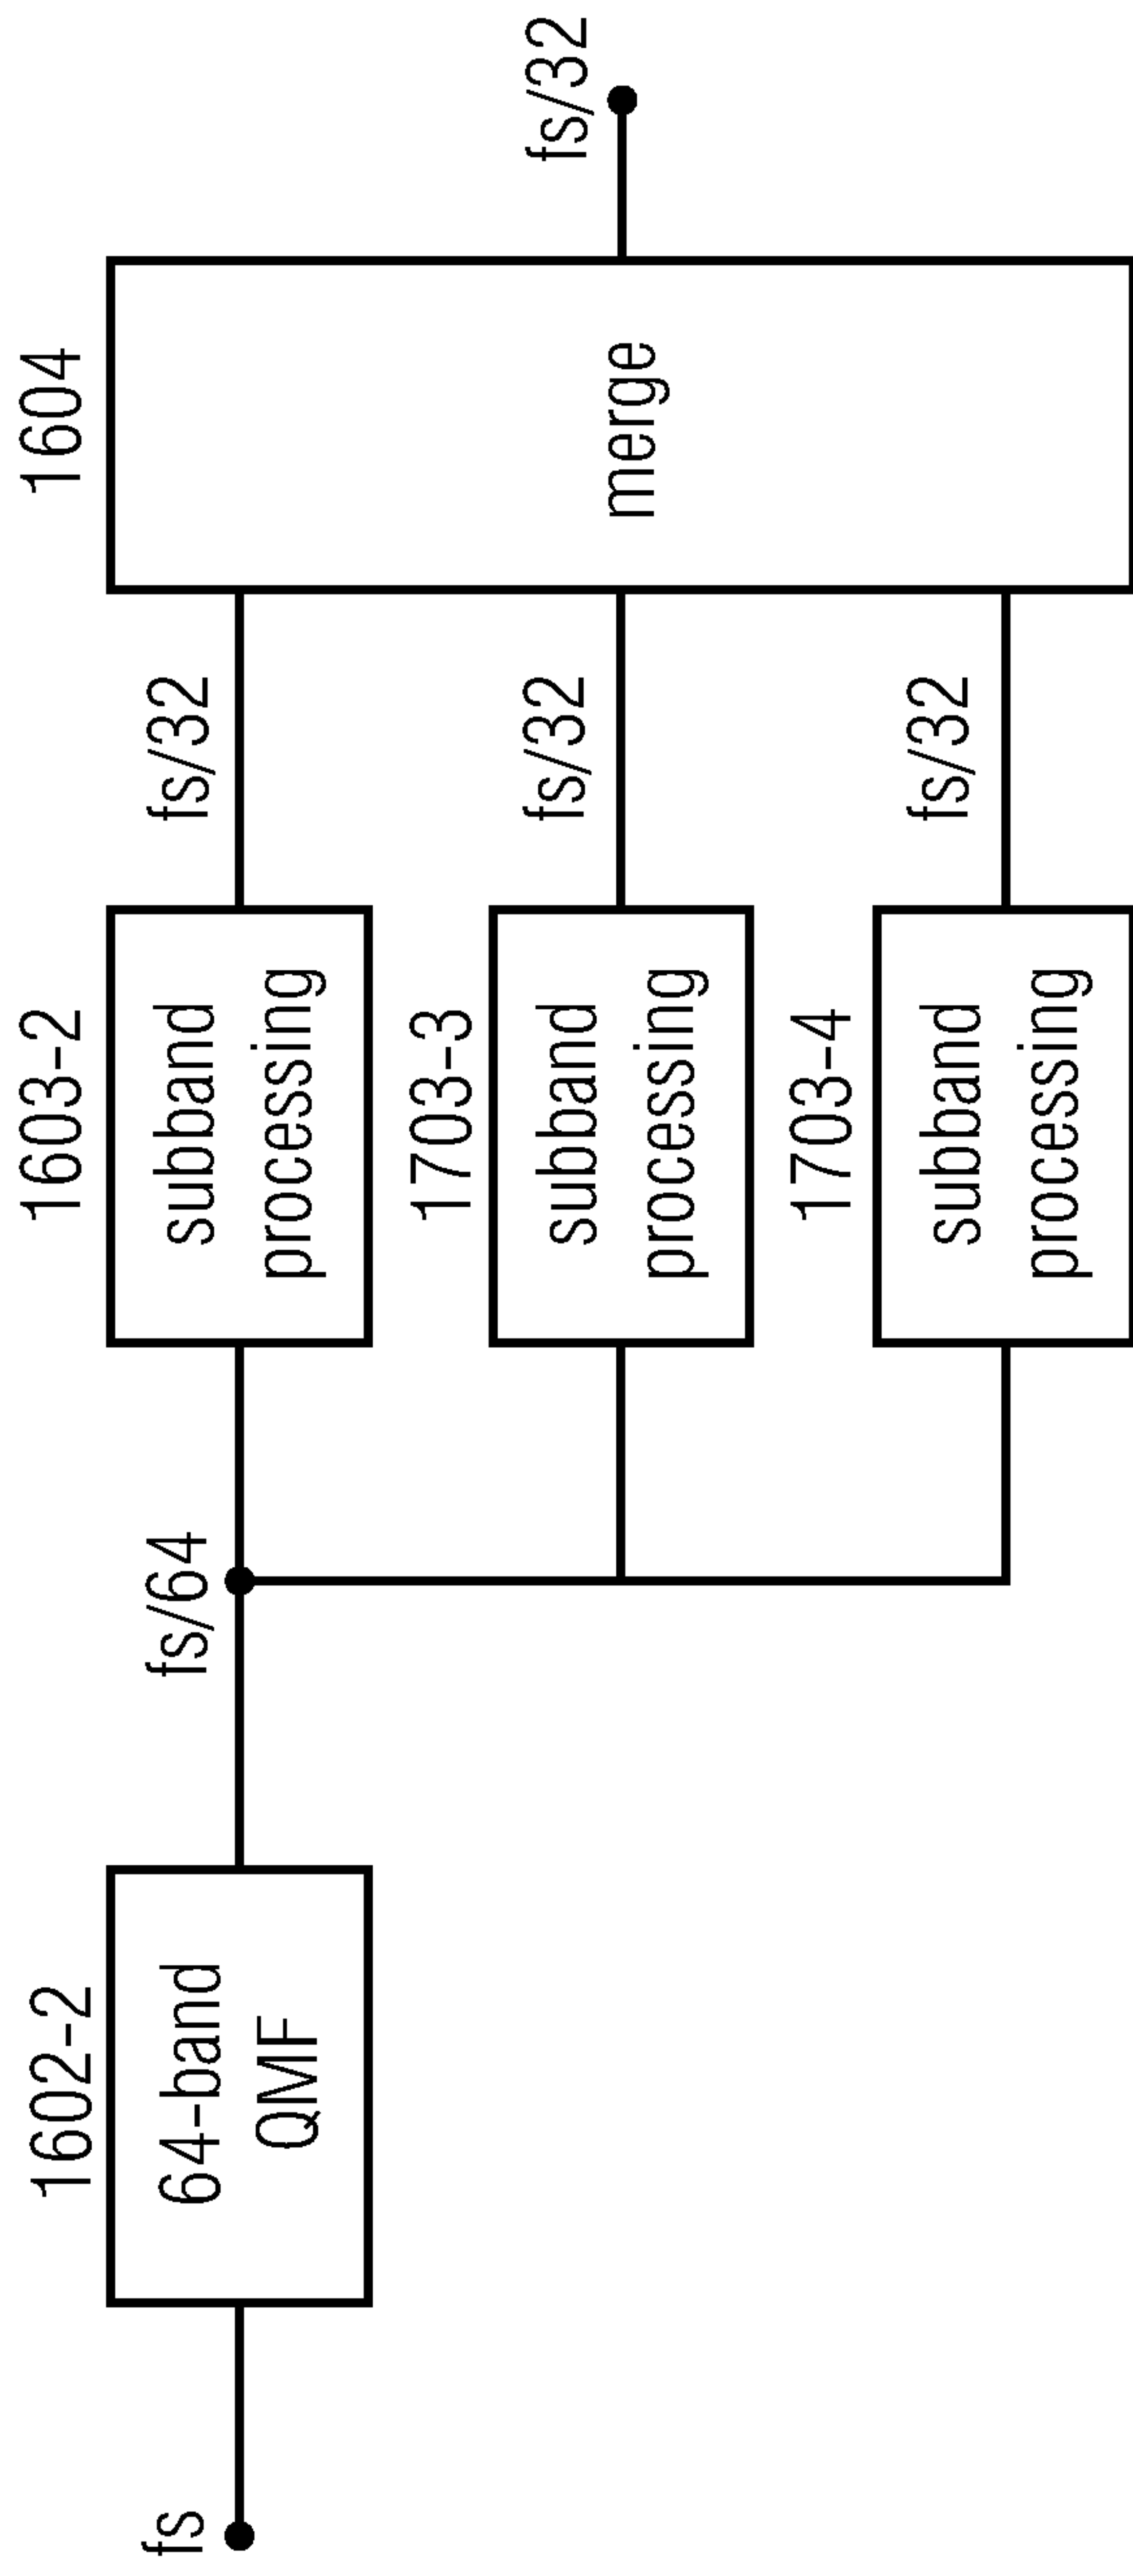 fs
1602-2
64-band
QMF
fs/64
1603-2
subband
processing
fs/32
1703-3
subband
processing
fs/32
1703-4
subband
processing
fs/32
1604
merge
fs/32